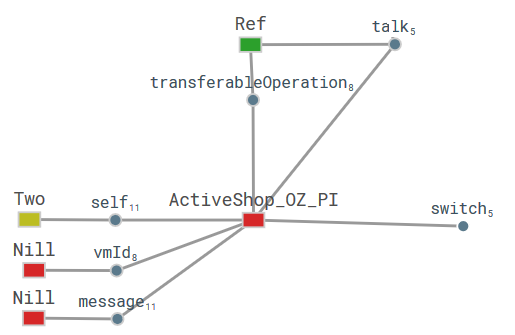 Ref
talk₅
transferableOperation₈
Two
self₁₁
ActiveShop_OZ_PI
switch₅
Nill
vmId₈
Nill
message₁₁